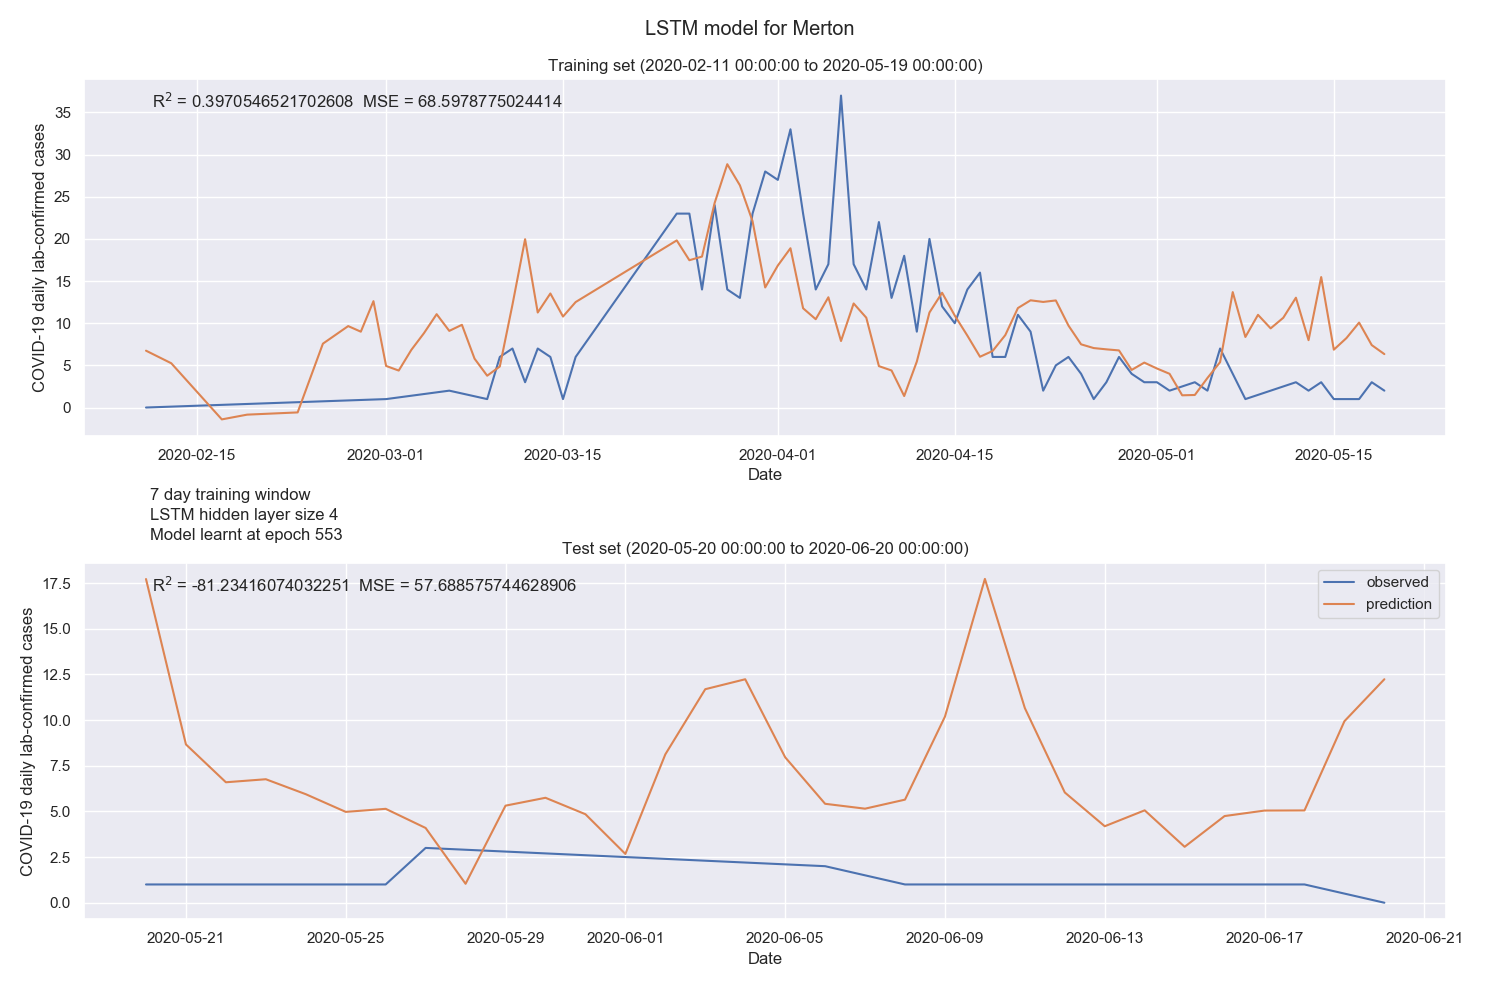 LSTM model for Merton
Training set (2020-02-11 00:00:00 to 2020-05-19 00:00:00)
R² = 0.3970546521702608 MSE = 68.5978775024414
COVID-19 daily lab-confirmed cases
35
30
25
20
15
10
5
0
2020-02-15 2020-03-01 2020-03-15 2020-04-01 2020-04-15 2020-05-01 2020-05-15
Date
7 day training window
LSTM hidden layer size 4
Model learnt at epoch 553
Test set (2020-05-20 00:00:00 to 2020-06-20 00:00:00)
R² = -81.23416074032251 MSE = 57.688575744628906
observed
prediction
COVID-19 daily lab-confirmed cases
17.5
15.0
12.5
10.0
7.5
5.0
2.5
0.0
2020-05-21 2020-05-25 2020-05-29 2020-06-01 2020-06-05 2020-06-09 2020-06-13 2020-06-17 2020-06-21
Date